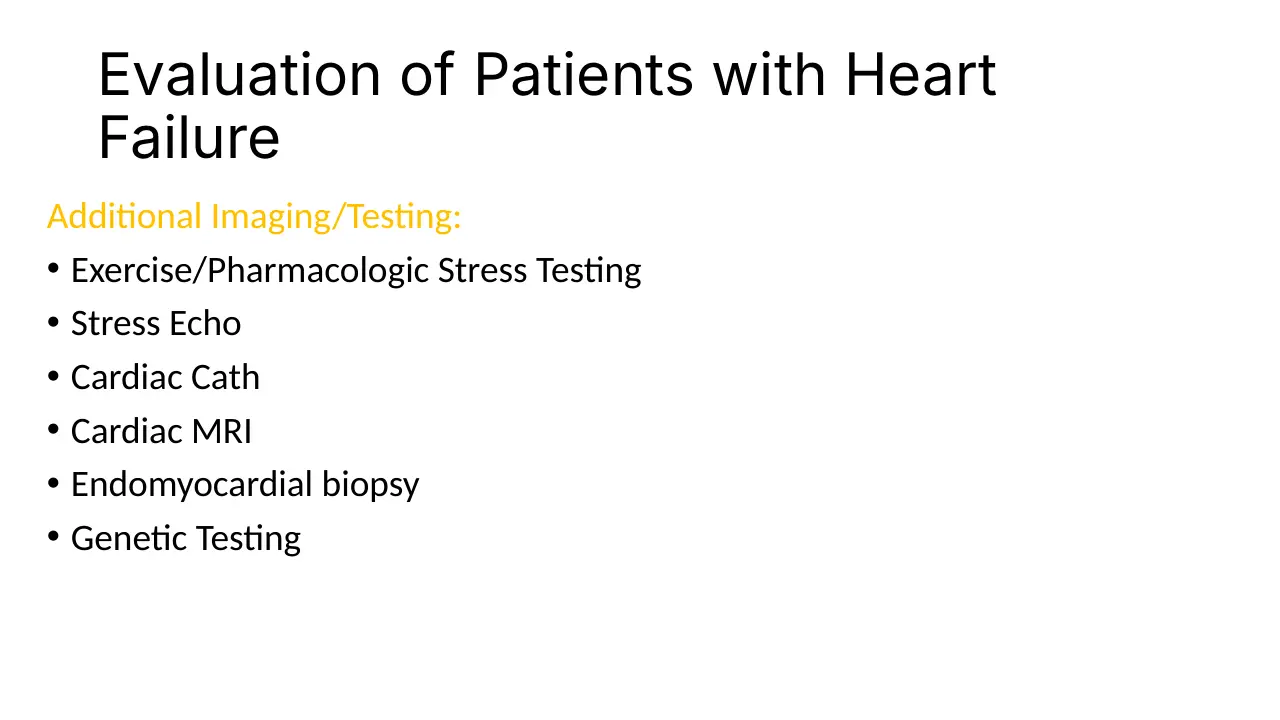 Evaluation of Patients with Heart
Failure
Additional Imaging/Testing:
• Exercise/Pharmacologic Stress Testing
• Stress Echo
• Cardiac Cath
• Cardiac MRI
• Endomyocardial biopsy
• Genetic Testing